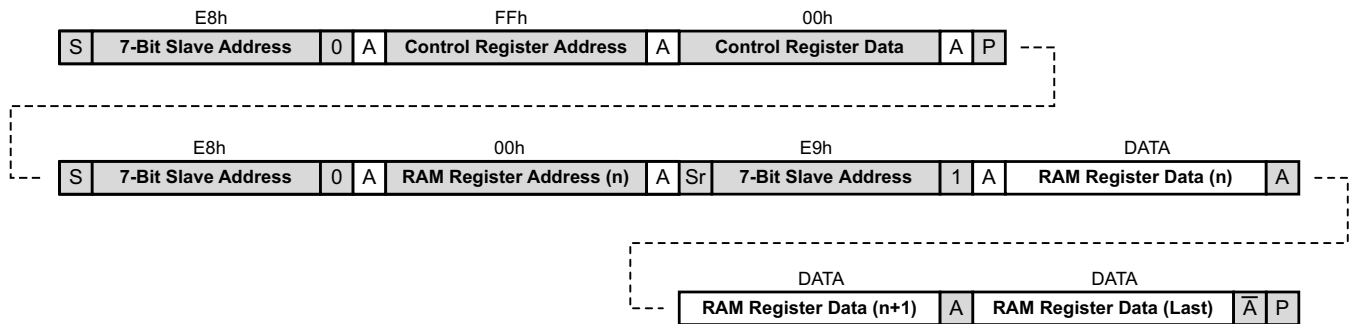 E8h FFh 00h
S 7-Bit Slave Address 0 A Control Register Address A Control Register Data A P
E8h 00h E9h DATA
S 7-Bit Slave Address 0 A RAM Register Address (n) A Sr 7-Bit Slave Address 1 A RAM Register Data (n) A
DATA DATA
RAM Register Data (n+1) A RAM Register Data (Last) A̅ P